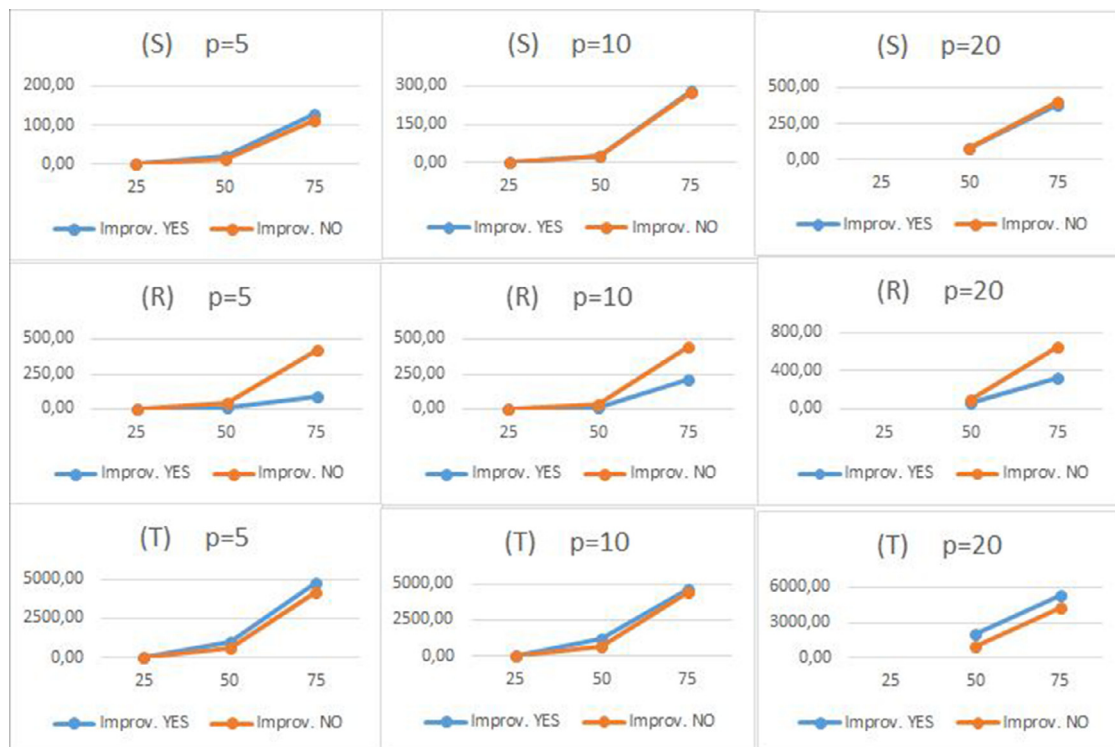 (S) p=5
200,00
100,00
0,00
25 50 75
Improv. YES Improv. NO
(S) p=10
300,00
150,00
0,00
25 50 75
Improv. YES Improv. NO
(S) p=20
500,00
250,00
0,00
25 50 75
Improv. YES Improv. NO
(R) p=5
500,00
250,00
0,00
25 50 75
Improv. YES Improv. NO
(R) p=10
500,00
250,00
0,00
25 50 75
Improv. YES Improv. NO
(R) p=20
800,00
400,00
0,00
25 50 75
Improv. YES Improv. NO
(T) p=5
5000,00
2500,00
0,00
25 50 75
Improv. YES Improv. NO
(T) p=10
5000,00
2500,00
0,00
25 50 75
Improv. YES Improv. NO
(T) p=20
6000,00
3000,00
0,00
25 50 75
Improv. YES Improv. NO